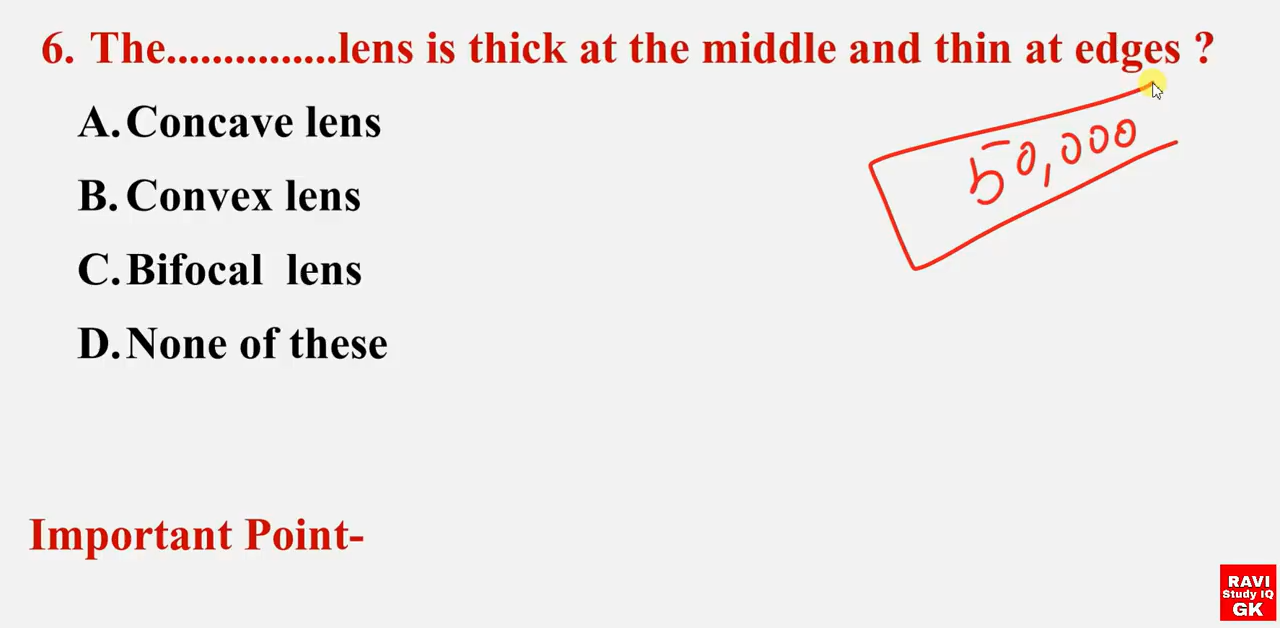 6. The...............lens is thick at the middle and thin at edges ?
50,000
A.Concave lens
B. Convex lens
C.Bifocal lens
D.None of these
Important Point-
RAVI
Study IQ
GK